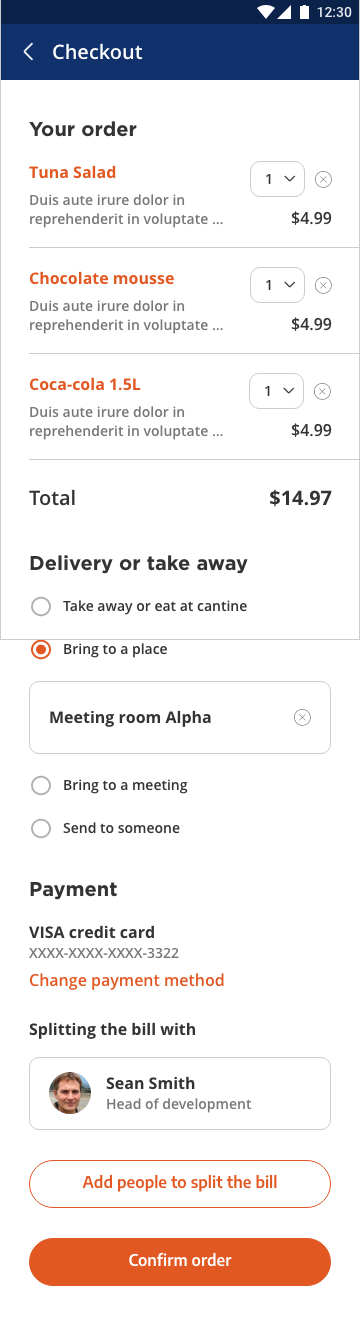 12:30
Checkout
Your order
Tuna Salad
1
Duis aute irure dolor in
reprehenderit in voluptate ...
$4.99
Chocolate mousse
1
Duis aute irure dolor in
reprehenderit in voluptate ...
$4.99
Coca-cola 1.5L
1
Duis aute irure dolor in
reprehenderit in voluptate ...
$4.99
Total
$14.97
Delivery or take away
Take away or eat at cantine
Bring to a place
Meeting room Alpha
Bring to a meeting
Send to someone
Payment
VISA credit card
XXXX-XXXX-XXXX-3322
Change payment method
Splitting the bill with
Sean Smith
Head of development
Add people to split the bill
Confirm order